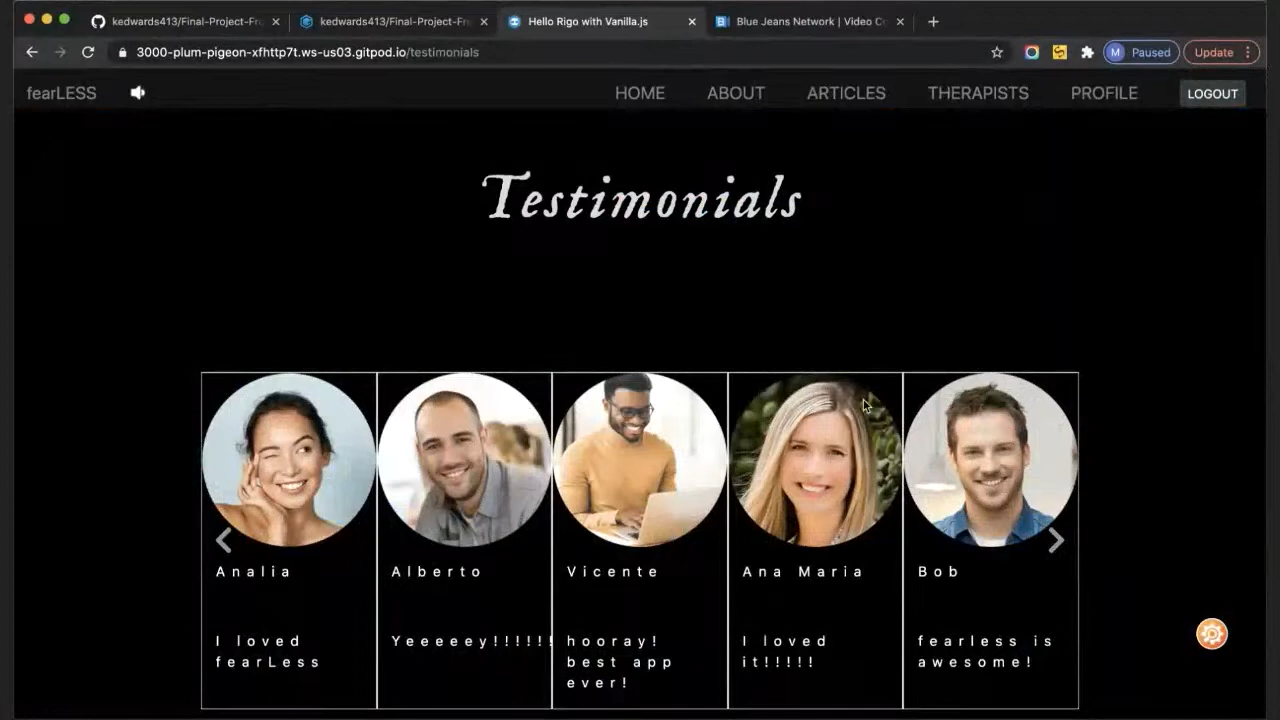 kedwards413/Final-Project-Fr
kedwards413/Final-Project-Fr
Hello Rigo with Vanilla.js
Blue Jeans Network | Video C
3000-plum-pigeon-xfhttp7t.ws-us03.gitpod.io/testimonials
M Paused
Update
fearLESS
HOME ABOUT ARTICLES THERAPISTS PROFILE LOGOUT
Testimonials
Analia
I loved
fearLess
Alberto
Yeeeeey!!!!!!
Vicente
hooray!
best app
ever!
Ana Maria
I loved
it!!!!!
Bob
fearless is
awesome!